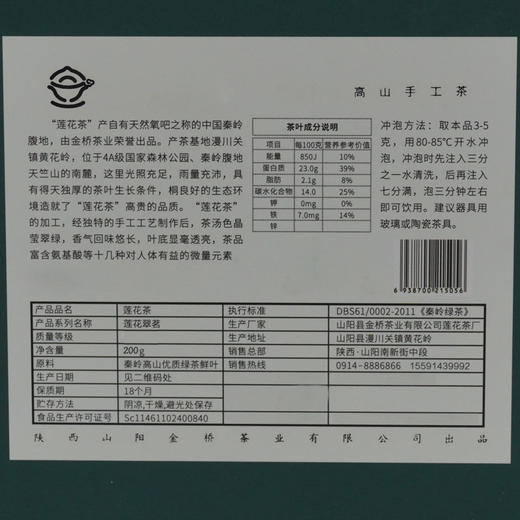 高山手工茶
“莲花茶”产自有天然氧吧之称的中国秦岭
腹地，由金桥茶业荣誉出品。产茶基地漫川关
镇黄花岭，位于4A级国家森林公园、秦岭腹地
天竺山的南麓，这里光照充足，雨量充沛，具
有得天独厚的茶叶生长条件，桐良好的生态环
境造就了“莲花茶”高贵的品质。“莲花茶”
的加工，经独特的手工工艺制作后，茶汤色晶
莹翠绿，香气回味悠长，叶底显毫透亮，茶品
富含氨基酸等十几种对人体有益的微量元素
茶叶成分说明
项目 每100克 营养参考价值
能量 850J 10%
蛋白质 23.0g 39%
脂肪 2.1g 8%
碳水化合物 14.0 25%
钾 0mg 0%
铁 7.0mg 14%
锌
冲泡方法：取本品3-5
克，用80-85℃开水冲
泡，冲泡时先注入三分
之一水清洗，后再注入
七分满，泡三分钟左右
即可饮用。建议器具用
玻璃或陶瓷茶具。
6938700215056
产品品名 莲花茶 执行标准 DBS61/0002-2011《秦岭绿茶》
产品系列名称 莲花翠茗 生产厂家 山阳县金桥茶业有限公司莲花茶厂
质量等级 生产地址 山阳县漫川关镇黄花岭
净含量 200g 销售总部 陕西·山阳南新街中段
原料 秦岭高山优质绿茶鲜叶 销售热线 0914-8886866 15591439992
生产日期 见二维码处
保质期 18个月
贮存方法 阴凉,干燥,避光处保存
食品生产许可证号 Sc11461102400840
陕西山阳金桥茶业有限公司出品